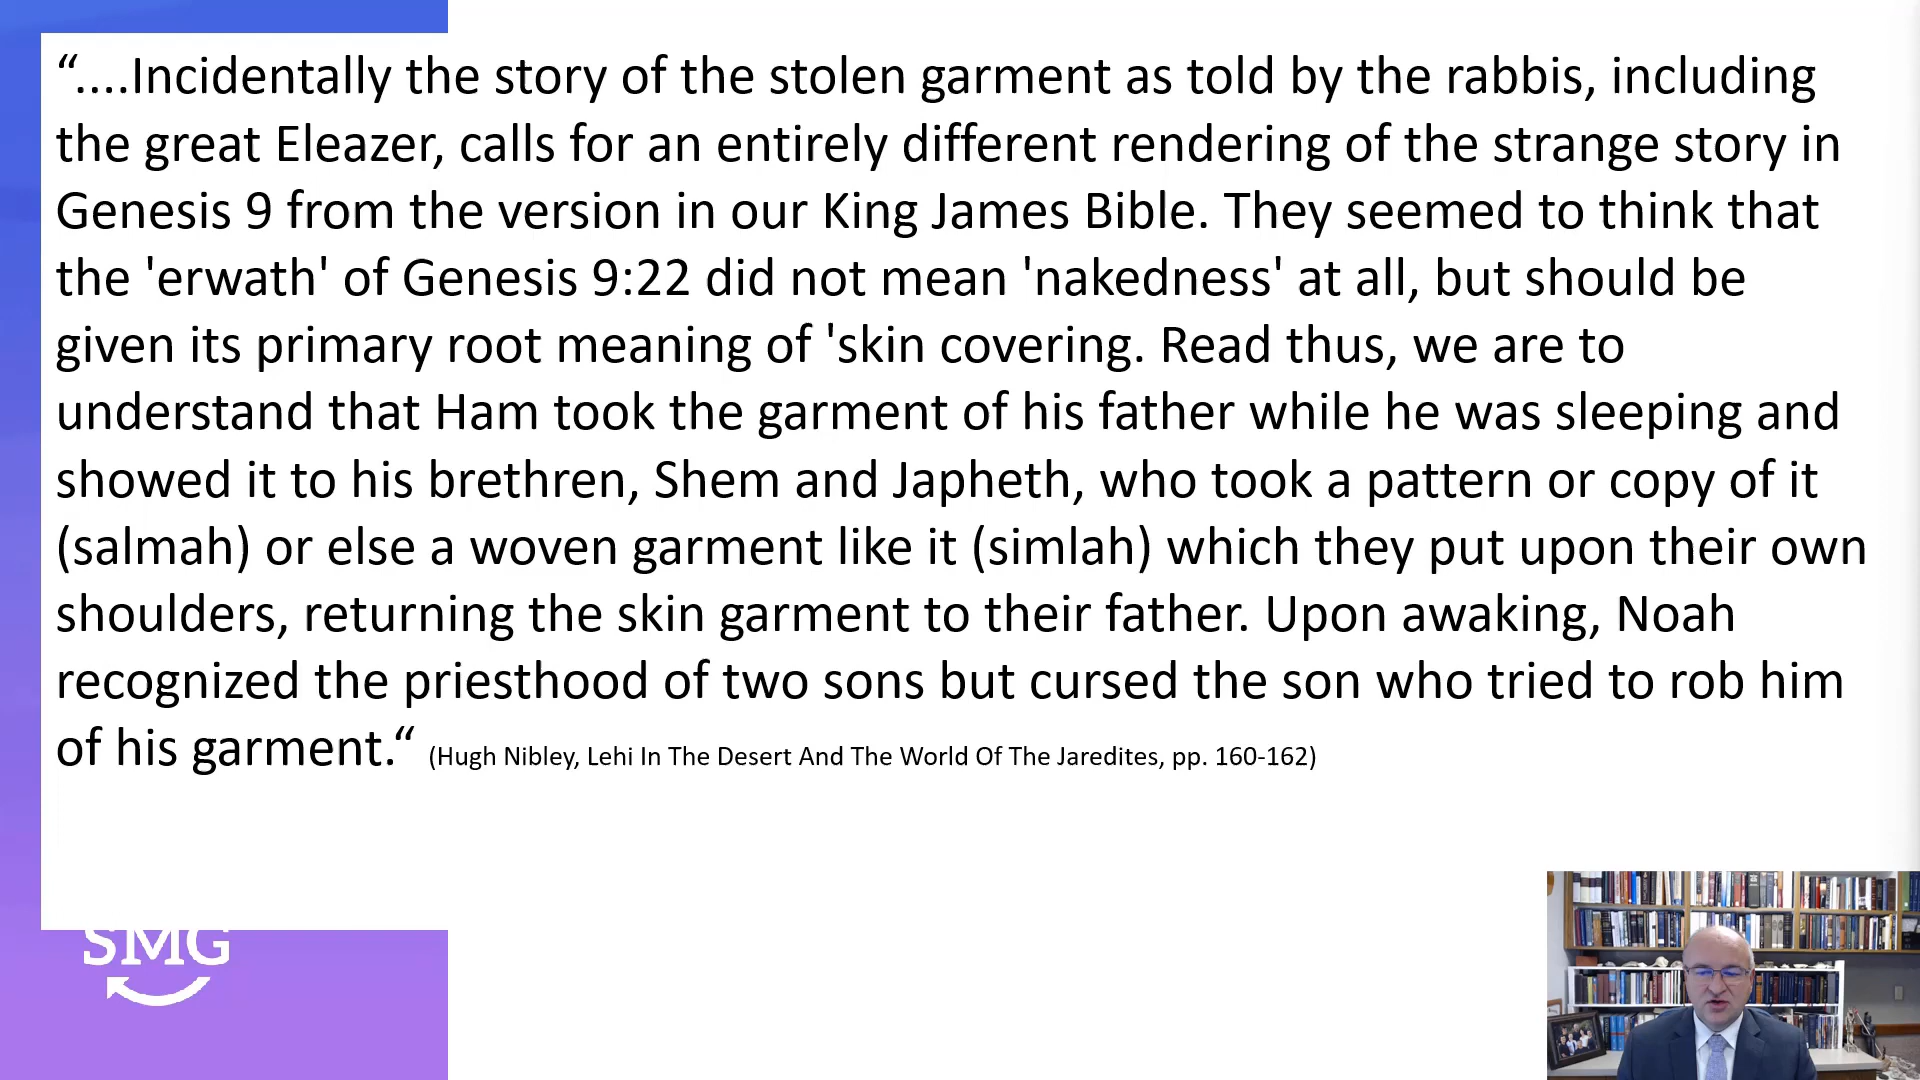 “....Incidentally the story of the stolen garment as told by the rabbis, including
the great Eleazer, calls for an entirely different rendering of the strange story in
Genesis 9 from the version in our King James Bible. They seemed to think that
the 'erwath' of Genesis 9:22 did not mean 'nakedness' at all, but should be
given its primary root meaning of 'skin covering. Read thus, we are to
understand that Ham took the garment of his father while he was sleeping and
showed it to his brethren, Shem and Japheth, who took a pattern or copy of it
(salmah) or else a woven garment like it (simlah) which they put upon their own
shoulders, returning the skin garment to their father. Upon awaking, Noah
recognized the priesthood of two sons but cursed the son who tried to rob him
of his garment.“ (Hugh Nibley, Lehi In The Desert And The World Of The Jaredites, pp. 160-162)
SMG